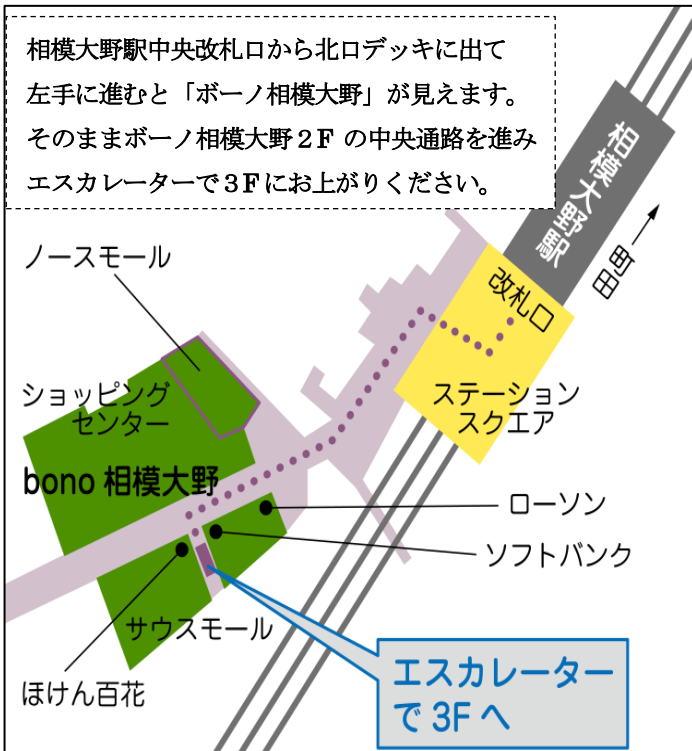 相模大野駅中央改札口から北口デッキに出て
左手に進むと「ボーノ相模大野」が見えます。
そのままボーノ相模大野２F の中央通路を進み
エスカレーターで３Fにお上がりください。
相模大野駅
町田
改札口
ノースモール
ショッピング
センター
ステーション
スクエア
bono 相模大野
ローソン
ソフトバンク
サウスモール
ほけん百花
エスカレーター
で 3F へ